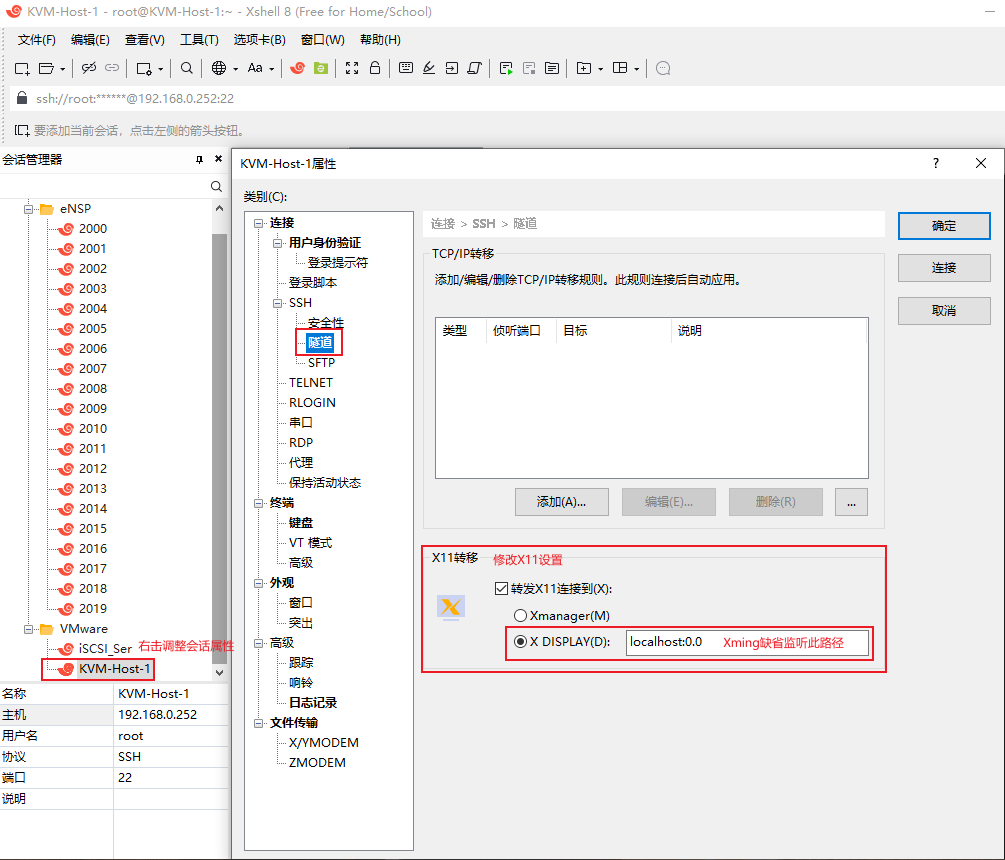 KVM-Host-1 - root@KVM-Host-1:~ - Xshell 8 (Free for Home/School)
文件(F) 编辑(E) 查看(V) 工具(T) 选项卡(B) 窗口(W) 帮助(H)
Aa
ssh://root:******@192.168.0.252:22
要添加当前会话，点击左侧的箭头按钮。
会话管理器
eNSP
2000
2001
2002
2003
2004
2005
2006
2007
2008
2009
2010
2011
2012
2013
2014
2015
2016
2017
2018
2019
VMware
iSCSI_Ser 右击调整会话属性
KVM-Host-1
名称 KVM-Host-1
主机 192.168.0.252
用户名 root
协议 SSH
端口 22
说明
KVM-Host-1属性 ?
类别(C):
连接
用户身份验证
登录提示符
登录脚本
SSH
安全性
隧道
SFTP
TELNET
RLOGIN
串口
RDP
代理
保持活动状态
终端
键盘
VT 模式
高级
外观
窗口
突出
高级
跟踪
响铃
日志记录
文件传输
X/YMODEM
ZMODEM
连接 > SSH > 隧道
TCP/IP转移
添加/编辑/删除TCP/IP转移规则。此规则连接后自动应用。
类型 侦听端口 目标 说明
添加(A)... 编辑(E)... 删除(R) ...
X11转移 修改X11设置
转发X11连接到(X):
Xmanager(M)
X DISPLAY(D): localhost:0.0 Xming缺省监听此路径
确定
连接
取消